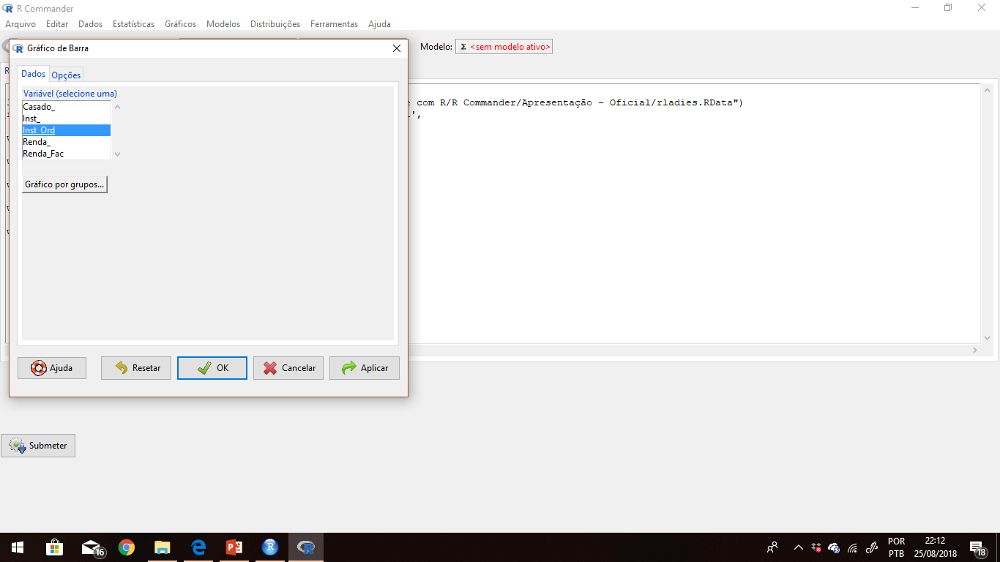 R Commander
Arquivo Editar Dados Estatísticas Gráficos Modelos Distribuições Ferramentas Ajuda
Gráfico de Barra
Modelo: Σ <sem modelo ativo>
Dados Opções
Variável (selecione uma)
Casado_
Inst_
Inst_Ord
Renda_
Renda_Fac
com R/R Commander/Apresentação - Oficial/rladies.RData")
',
Gráfico por grupos...
Ajuda Resetar OK Cancelar Aplicar
Submeter
16
POR
PTB
22:12
25/08/2018
18